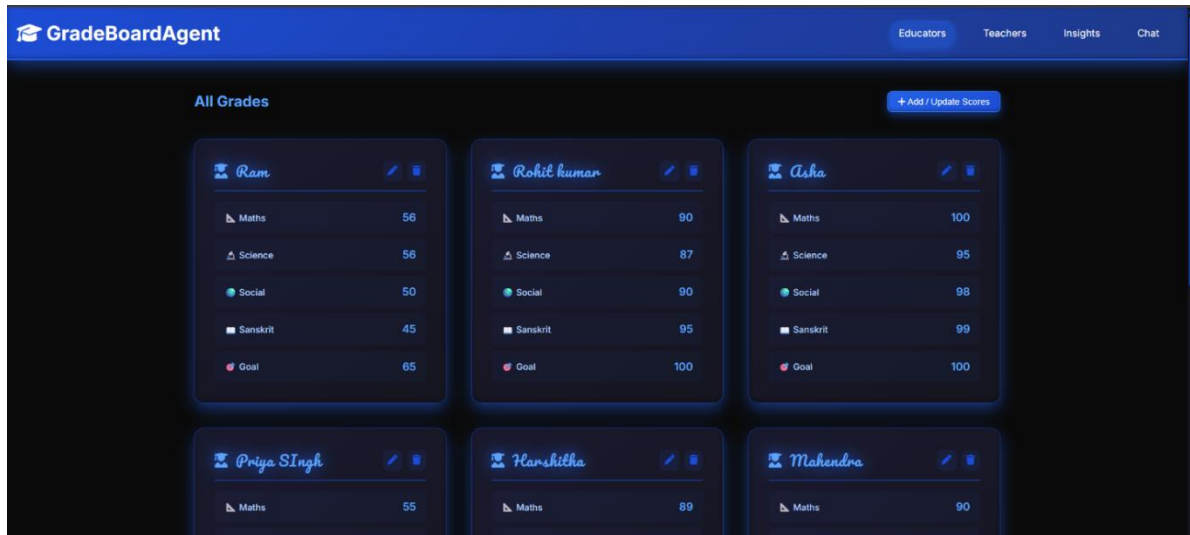 GradeBoardAgent Educators Teachers Insights Chat
All Grades + Add / Update Scores
Ram
Maths 56
Science 56
Social 50
Sanskrit 45
Goal 65
Rohit kumar
Maths 90
Science 87
Social 90
Sanskrit 95
Goal 100
Asha
Maths 100
Science 95
Social 98
Sanskrit 99
Goal 100
Priya SIngh
Maths 55
Harshitha
Maths 89
Mahendra
Maths 90